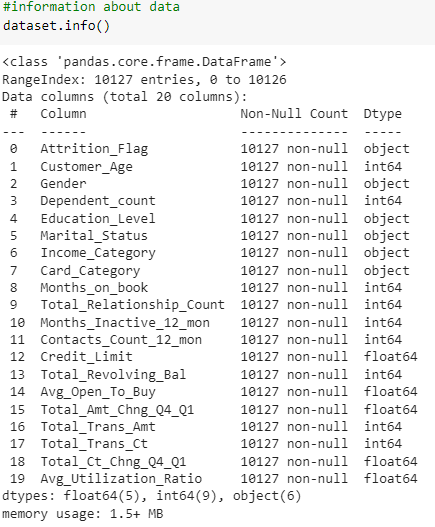 #information about data
dataset.info()
<class 'pandas.core.frame.DataFrame'>
RangeIndex: 10127 entries, 0 to 10126
Data columns (total 20 columns):
 #   Column                    Non-Null Count  Dtype
---  ------                    --------------  -----
 0   Attrition_Flag            10127 non-null  object
 1   Customer_Age              10127 non-null  int64
 2   Gender                    10127 non-null  object
 3   Dependent_count           10127 non-null  int64
 4   Education_Level           10127 non-null  object
 5   Marital_Status            10127 non-null  object
 6   Income_Category           10127 non-null  object
 7   Card_Category             10127 non-null  object
 8   Months_on_book            10127 non-null  int64
 9   Total_Relationship_Count  10127 non-null  int64
 10  Months_Inactive_12_mon    10127 non-null  int64
 11  Contacts_Count_12_mon     10127 non-null  int64
 12  Credit_Limit              10127 non-null  float64
 13  Total_Revolving_Bal       10127 non-null  int64
 14  Avg_Open_To_Buy           10127 non-null  float64
 15  Total_Amt_Chng_Q4_Q1      10127 non-null  float64
 16  Total_Trans_Amt           10127 non-null  int64
 17  Total_Trans_Ct            10127 non-null  int64
 18  Total_Ct_Chng_Q4_Q1       10127 non-null  float64
 19  Avg_Utilization_Ratio     10127 non-null  float64
dtypes: float64(5), int64(9), object(6)
memory usage: 1.5+ MB